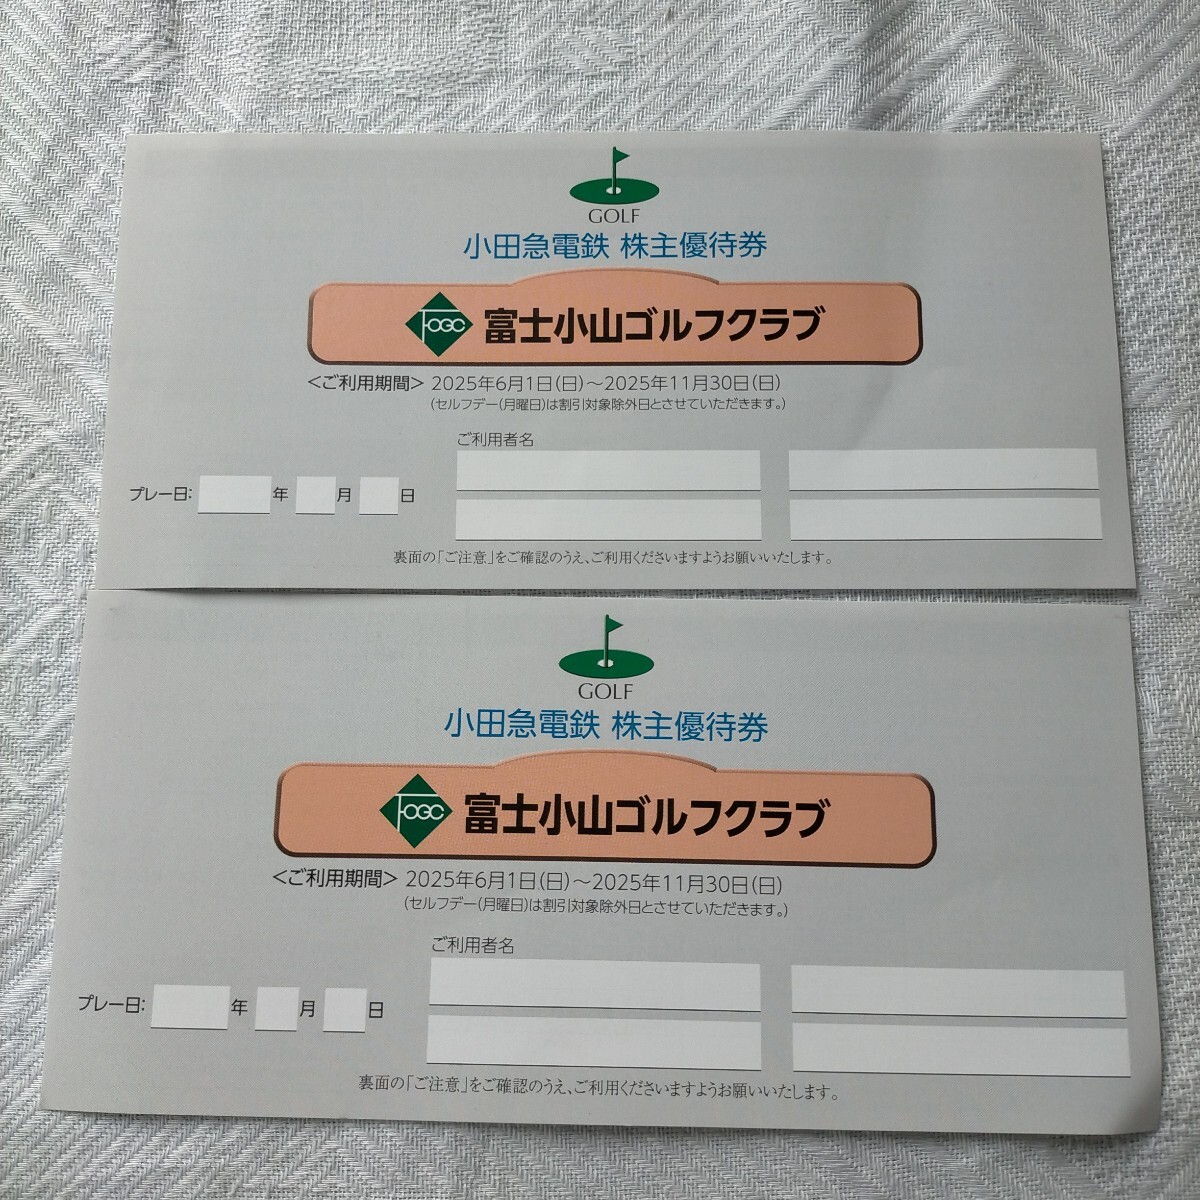 GOLF
小田急電鉄 株主優待券
FOGC 富士小山ゴルフクラブ
<ご利用期間> 2025年6月1日(日)～2025年11月30日(日)
(セルフデー(月曜日)は割引対象除外日とさせていただきます。)
ご利用者名
プレー日: 年 月 日
裏面の「ご注意」をご確認のうえ、ご利用くださいますようお願いいたします。
GOLF
小田急電鉄 株主優待券
FOGC 富士小山ゴルフクラブ
<ご利用期間> 2025年6月1日(日)～2025年11月30日(日)
(セルフデー(月曜日)は割引対象除外日とさせていただきます。)
ご利用者名
プレー日: 年 月 日
裏面の「ご注意」をご確認のうえ、ご利用くださいますようお願いいたします。